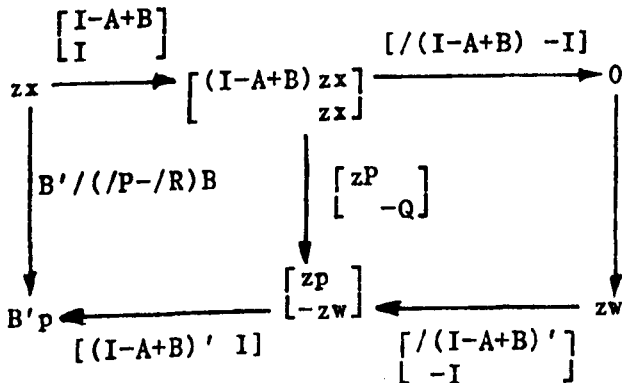 [I-A+B
I]
[/(I-A+B) -I]
zx
[(I-A+B)zx
zx]
0
B'/(/P-/R)B
[zP
-Q]
B'p
[zp
-zw]
zw
[(I-A+B)' I]
[/(I-A+B)'
-I]